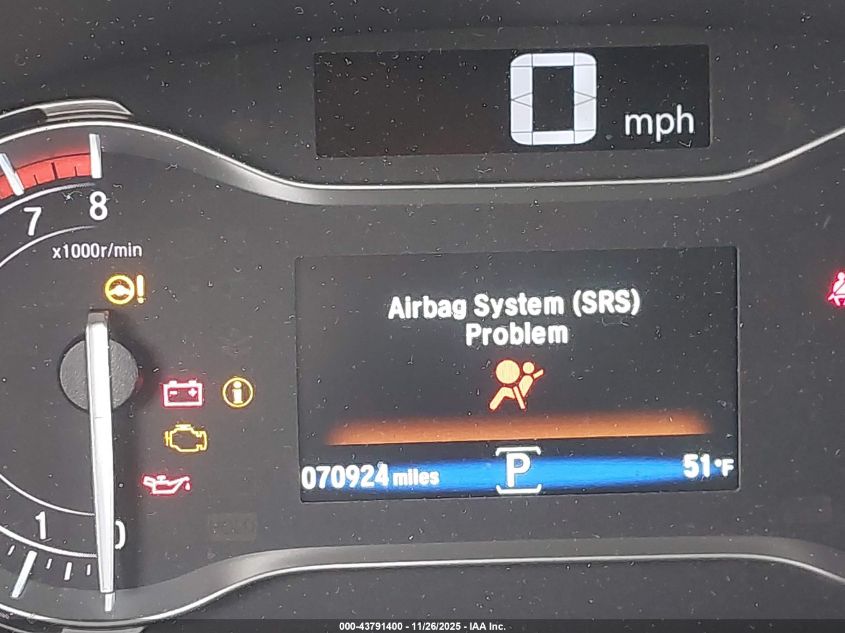 0 mph
7
8
x1000r/min
Airbag System (SRS)
Problem
070924 miles
P
51°F
1
0
000-43791400 - 11/26/2025 - IAA Inc.